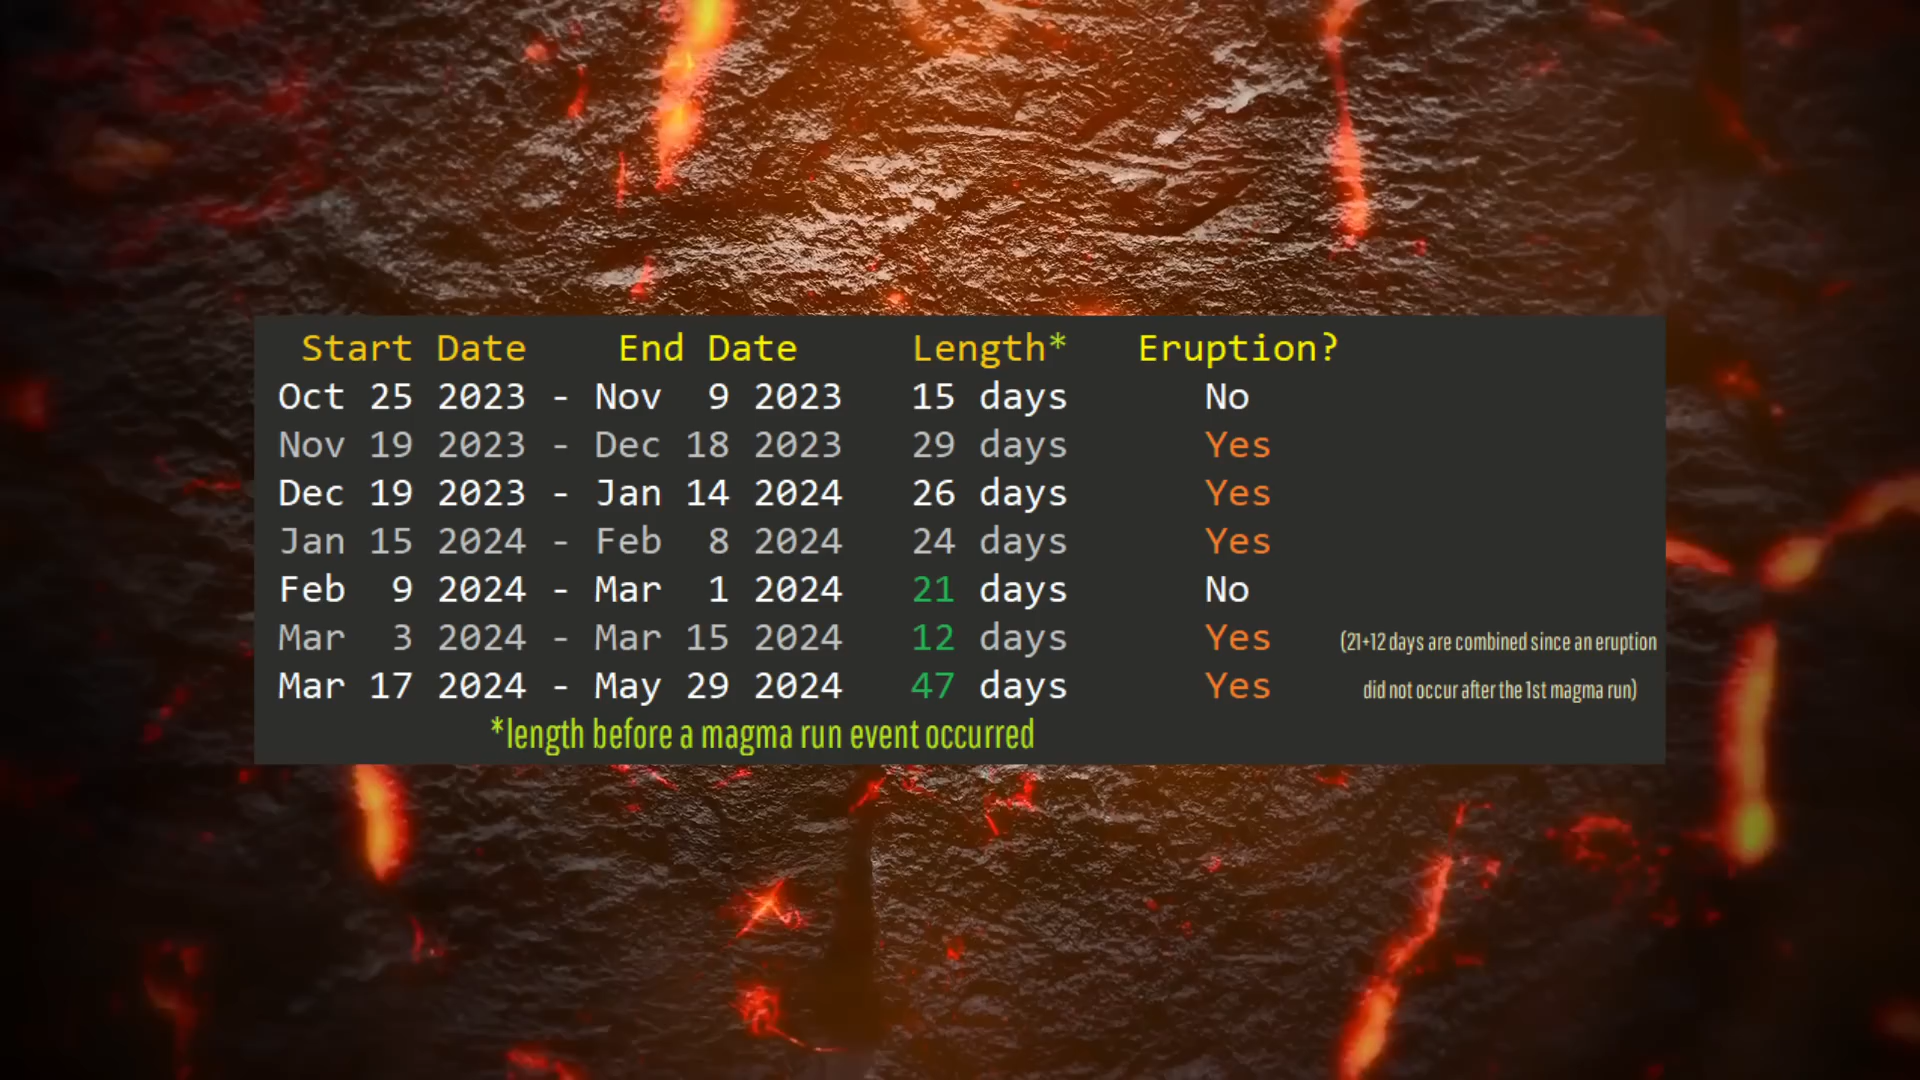 Start Date End Date Length* Eruption?
Oct 25 2023 - Nov 9 2023 15 days No
Nov 19 2023 - Dec 18 2023 29 days Yes
Dec 19 2023 - Jan 14 2024 26 days Yes
Jan 15 2024 - Feb 8 2024 24 days Yes
Feb 9 2024 - Mar 1 2024 21 days No
Mar 3 2024 - Mar 15 2024 12 days Yes (21+12 days are combined since an eruption
Mar 17 2024 - May 29 2024 47 days Yes did not occur after the 1st magma run)
*length before a magma run event occurred